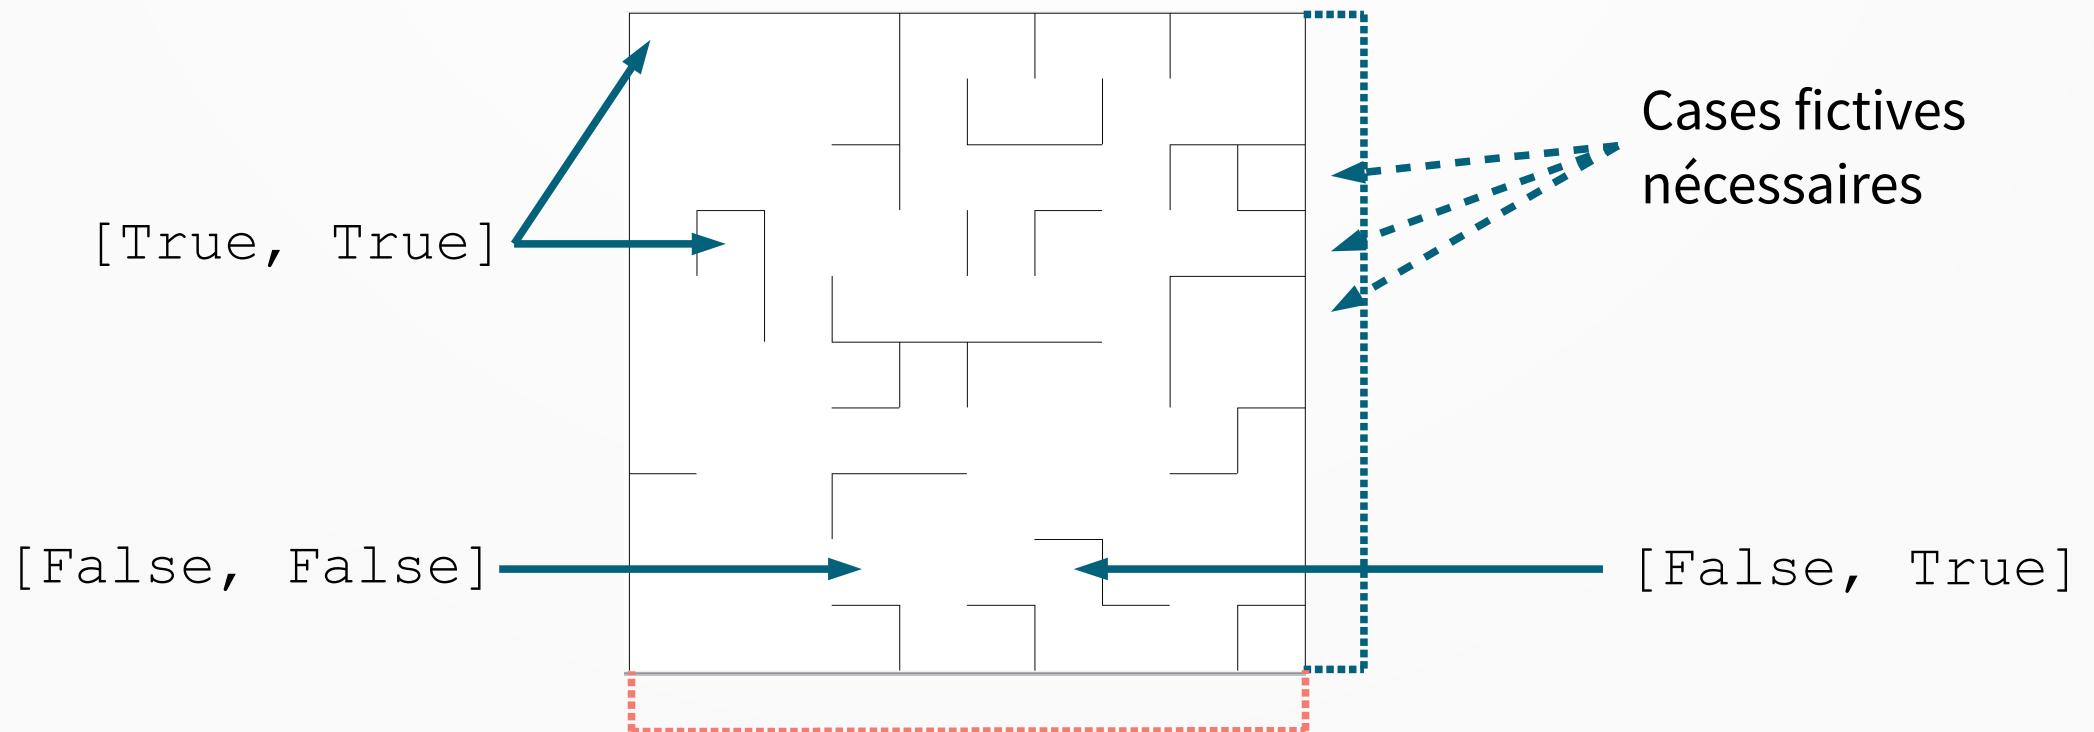 Cases fictives
nécessaires
[True, True]
[False, False]
[False, True]